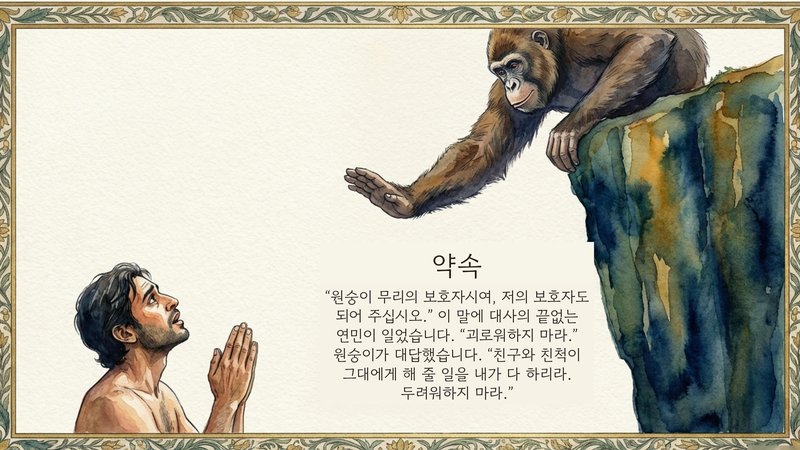 약속
“원숭이 무리의 보호자시여, 저의 보호자도
되어 주십시오.” 이 말에 대사의 끝없는
연민이 일었습니다. “괴로워하지 마라.”
원숭이가 대답했습니다. “친구와 친척이
그대에게 해 줄 일을 내가 다 하리라.
두려워하지 마라.”